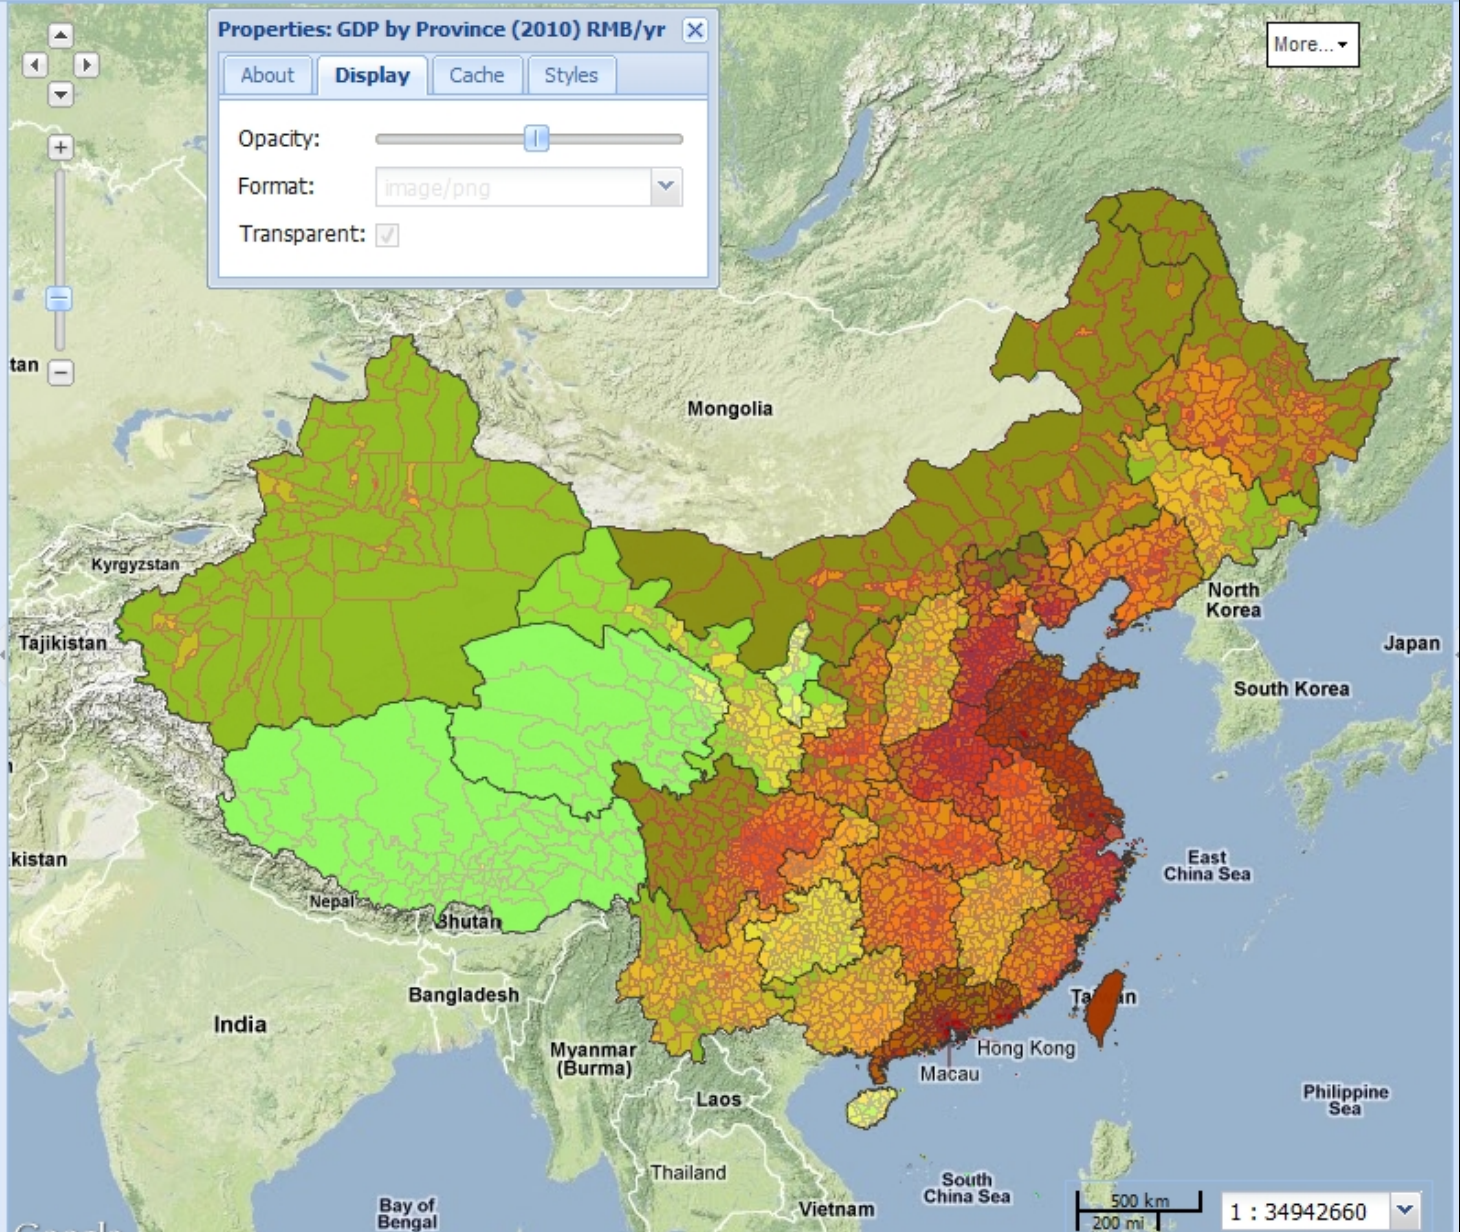 Properties: GDP by Province (2010) RMB/yr
More...
About
Display
Cache
Styles
Opacity:
Format:
image/png
Transparent:
tan
Mongolia
Kyrgyzstan
Tajikistan
North
Korea
Japan
South Korea
kistan
East
China Sea
Nepal
Bhutan
Bangladesh
India
Myanmar
(Burma)
Hong Kong
Macau
Laos
Philippine
Sea
Thailand
South
China Sea
Vietnam
Bay of
Bengal
500 km
200 mi
1 : 34942660